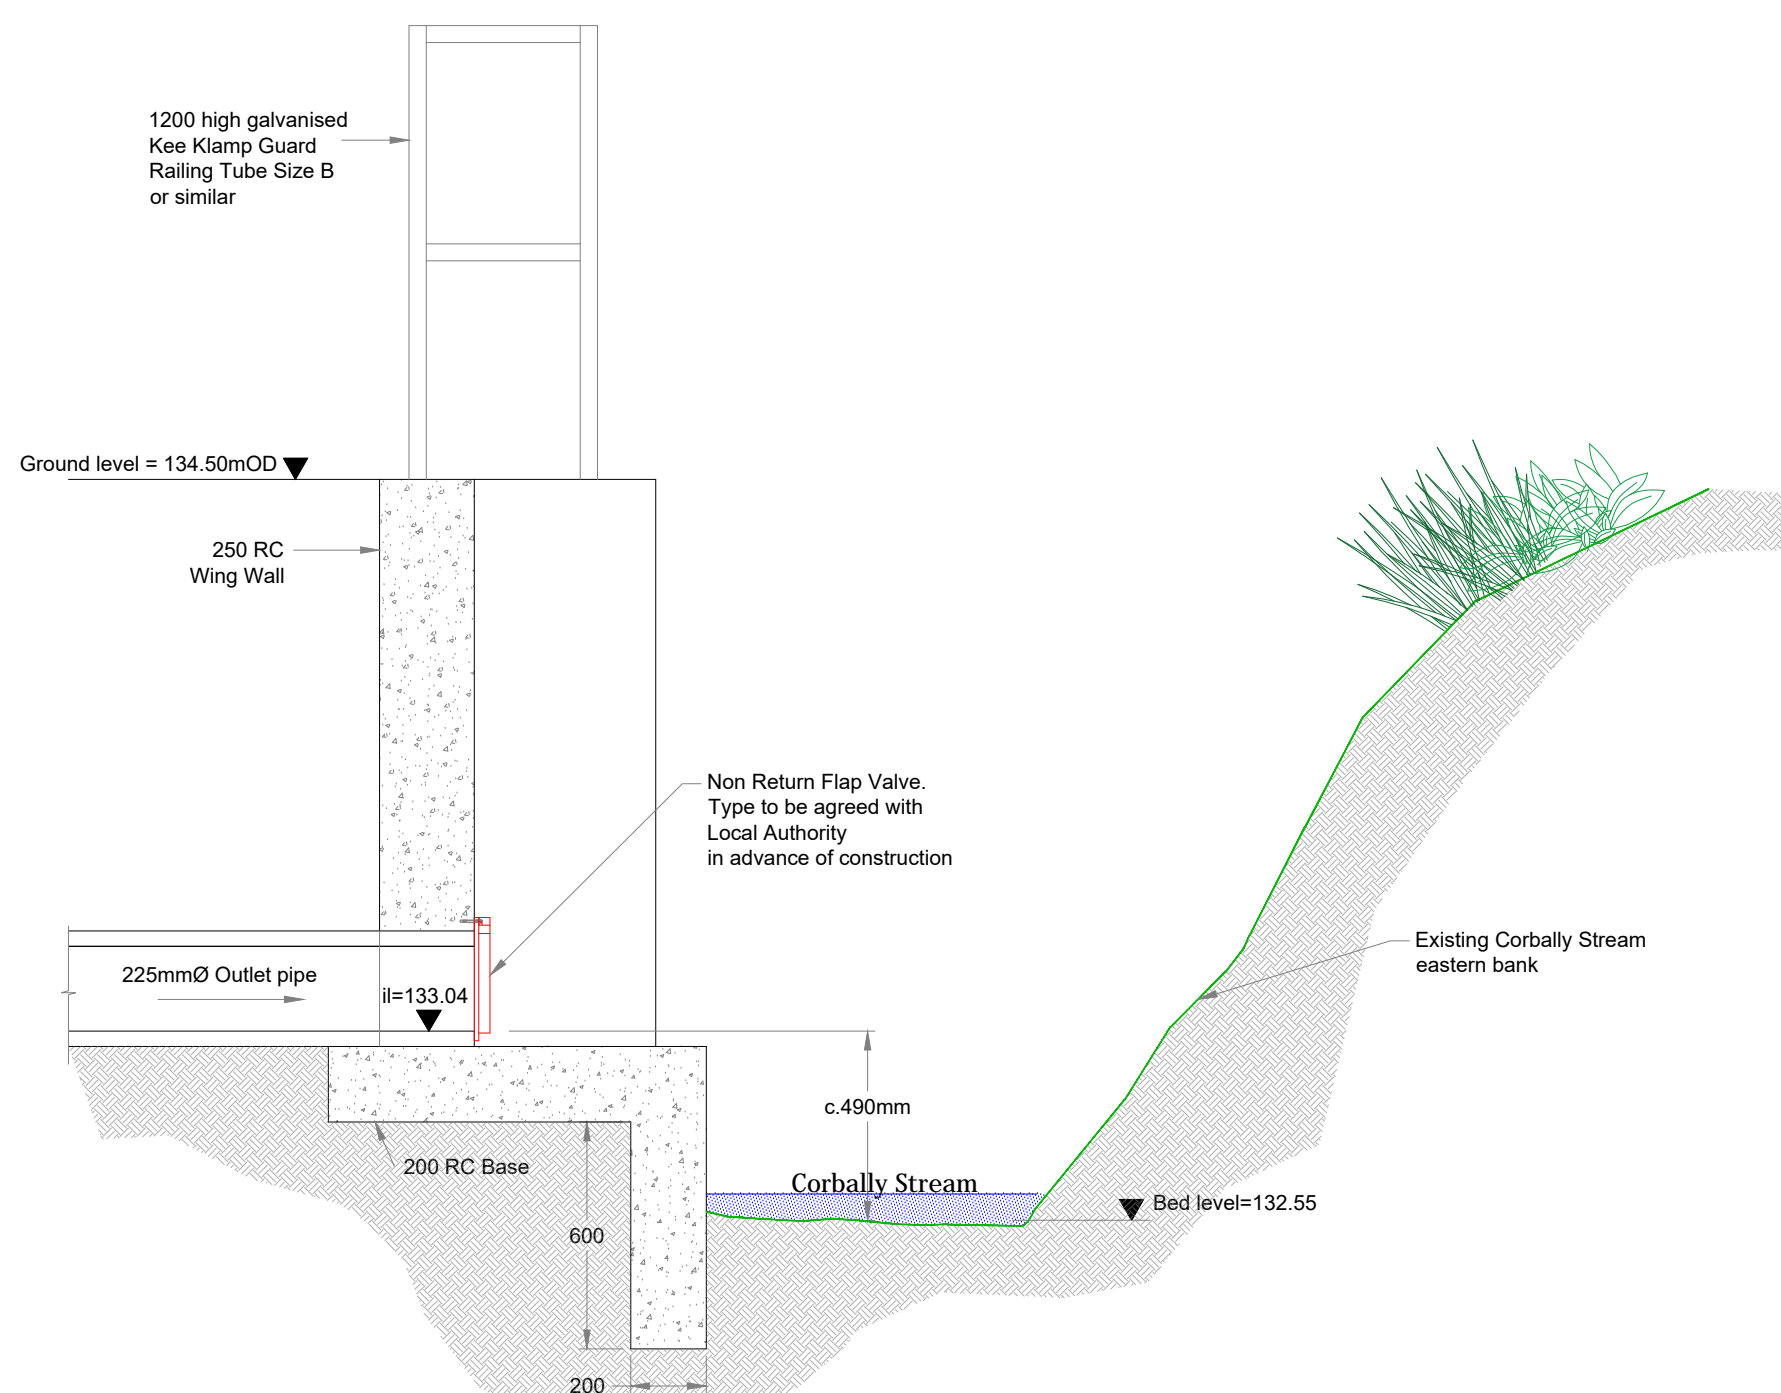 1200 high galvanised
Kee Klamp Guard
Railing Tube Size B
or similar
Ground level = 134.50mOD
250 RC
Wing Wall
Non Return Flap Valve.
Type to be agreed with
Local Authority
in advance of construction
Existing Corbally Stream
eastern bank
225mmØ Outlet pipe
il=133.04
c.490mm
200 RC Base
Corbally Stream
Bed level=132.55
600
200